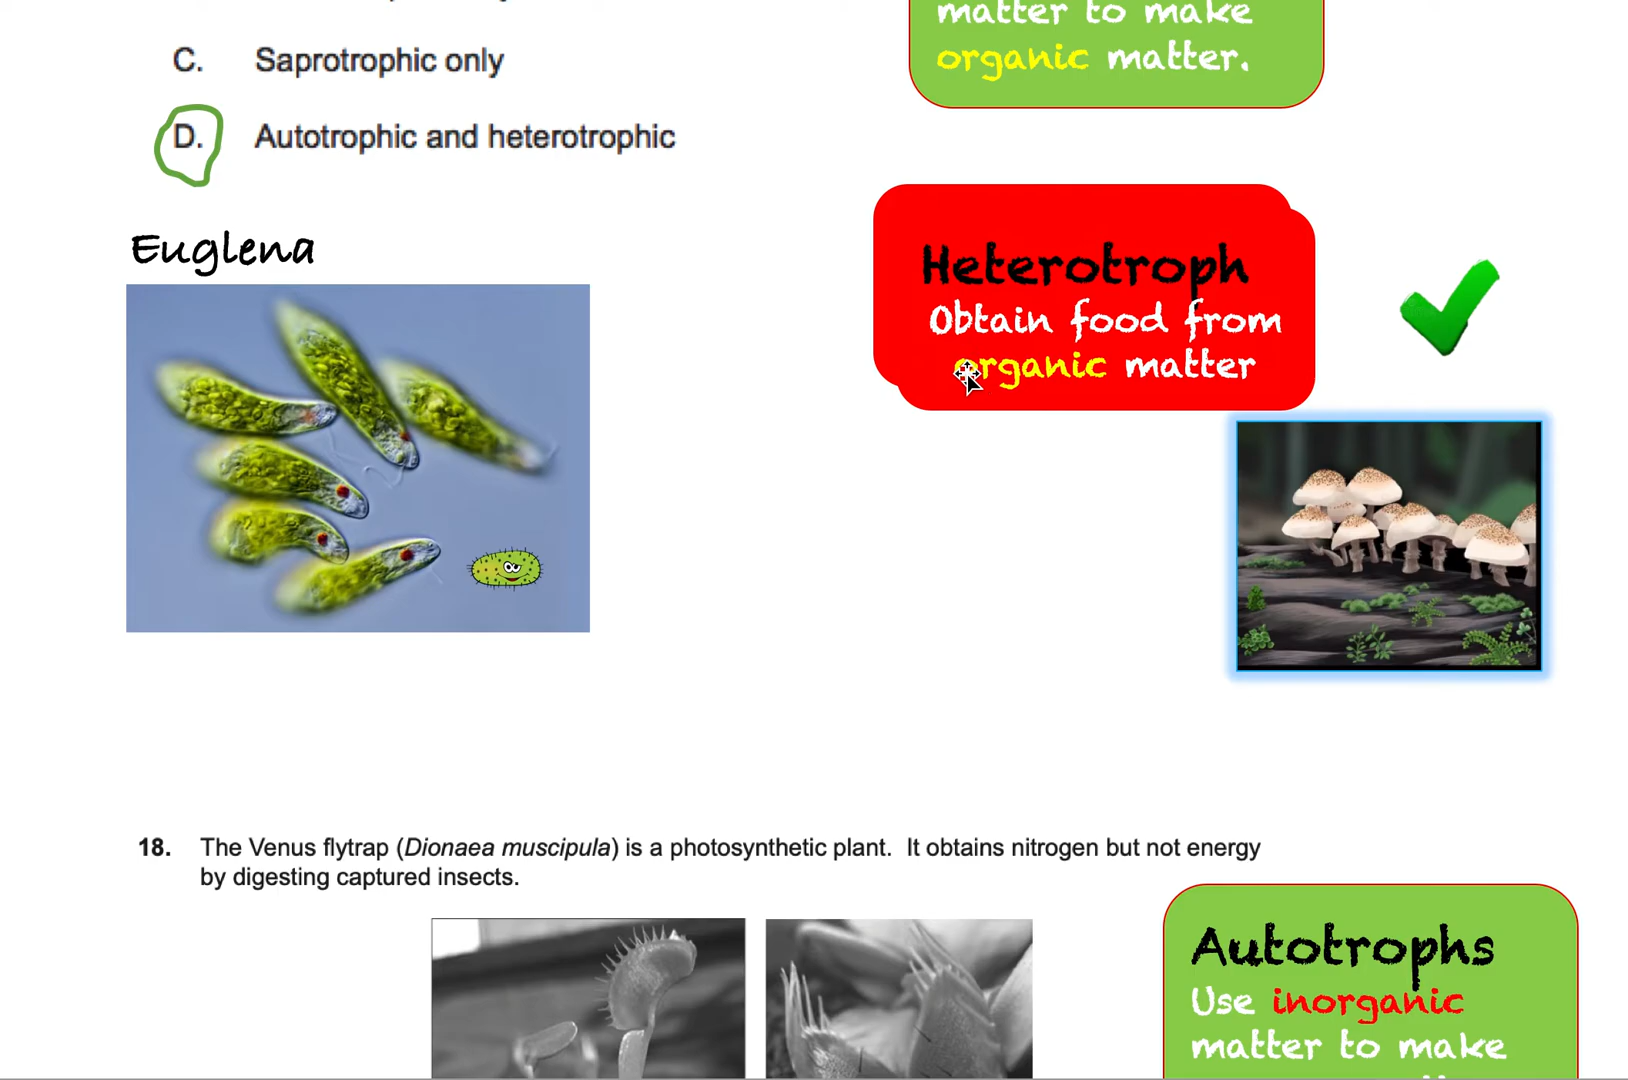 matter to make
organic matter.
C. Saprotrophic only
D. Autotrophic and heterotrophic
Euglena
Heterotroph
Obtain food from
organic matter
18. The Venus flytrap (Dionaea muscipula) is a photosynthetic plant. It obtains nitrogen but not energy
by digesting captured insects.
Autotrophs
Use inorganic
matter to make